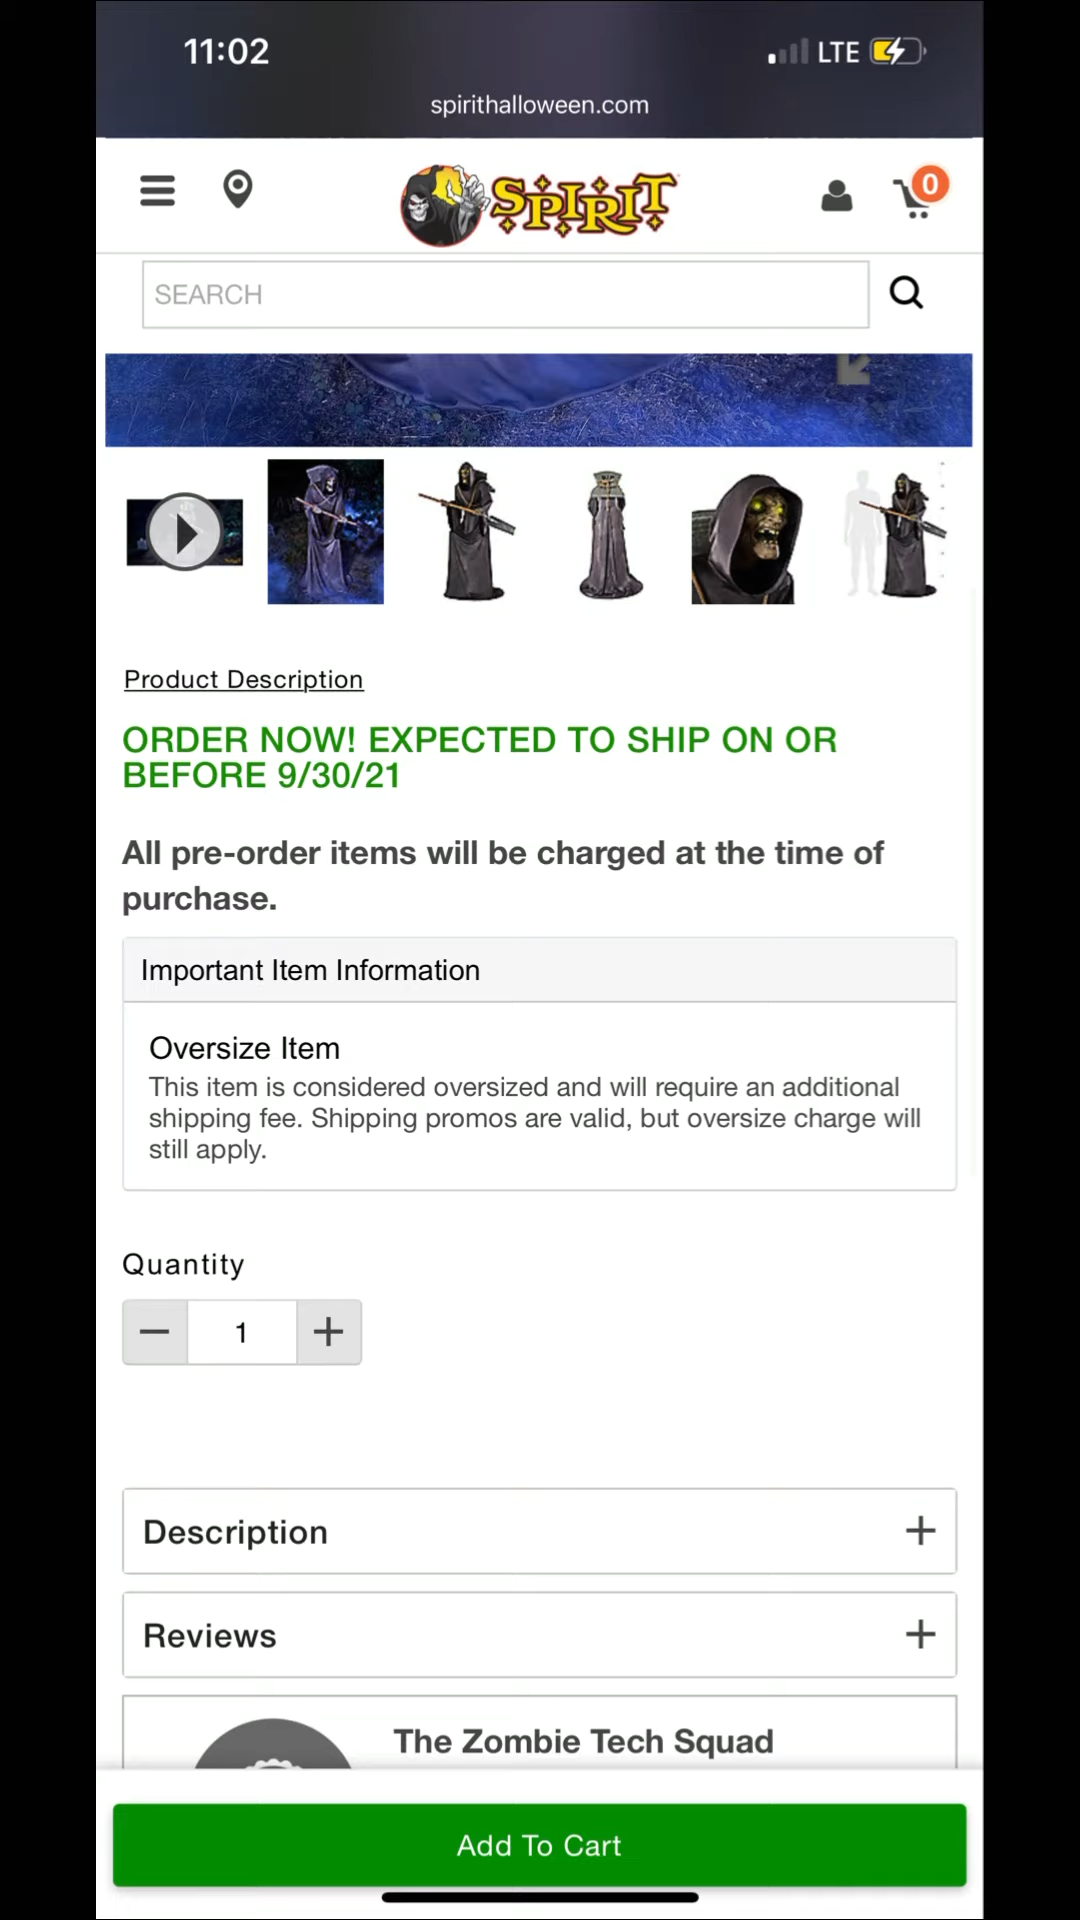 11:02
LTE
spirithalloween.com
SPIRIT
0
SEARCH
Product Description
ORDER NOW! EXPECTED TO SHIP ON OR
BEFORE 9/30/21
All pre-order items will be charged at the time of
purchase.
Important Item Information
Oversize Item
This item is considered oversized and will require an additional
shipping fee. Shipping promos are valid, but oversize charge will
still apply.
Quantity
1
Description
Reviews
The Zombie Tech Squad
Add To Cart